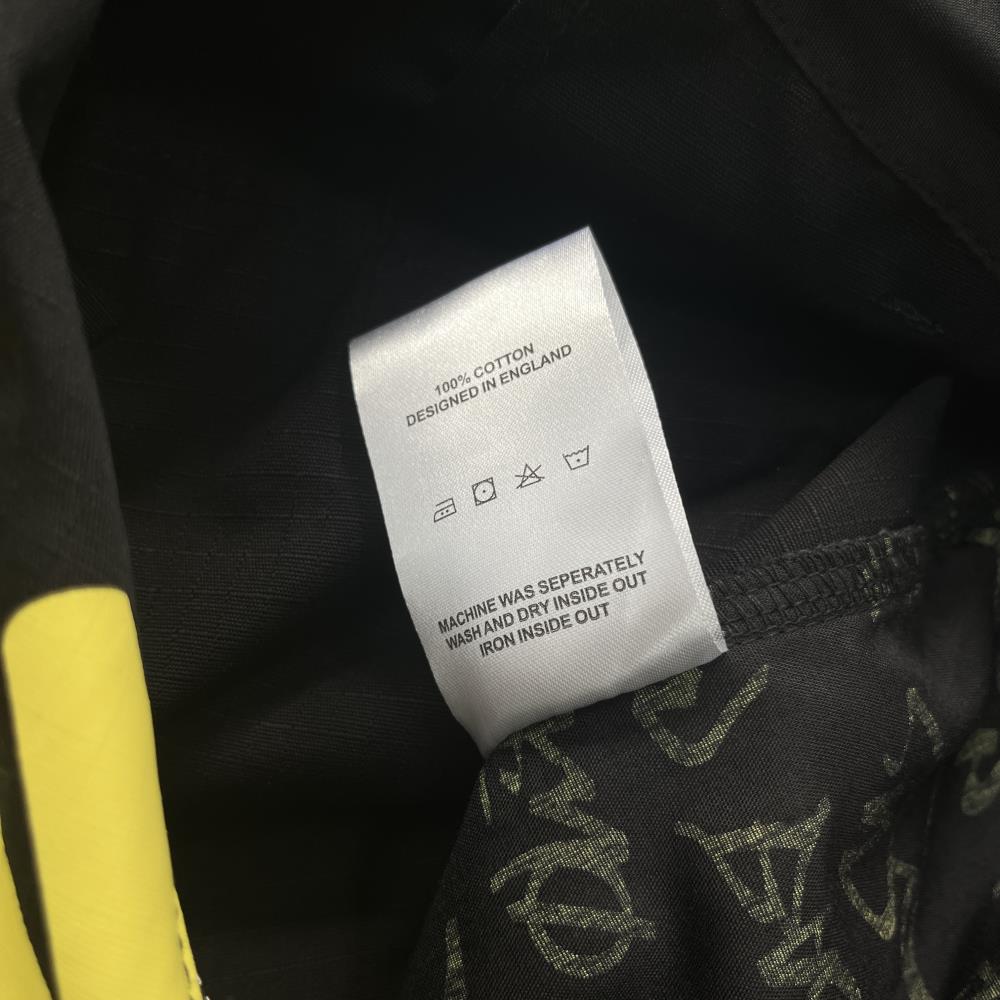 100% COTTON
DESIGNED IN ENGLAND
MACHINE WAS SEPERATELY
WASH AND DRY INSIDE OUT
IRON INSIDE OUT